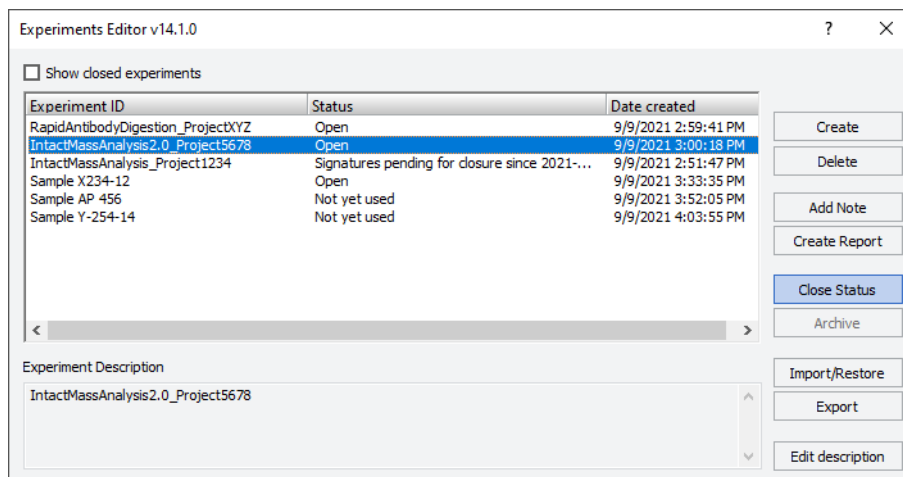 Experiments Editor v14.1.0
Show closed experiments
Experiment ID Status Date created
RapidAntibodyDigestion_ProjectXYZ Open 9/9/2021 2:59:41 PM
IntactMassAnalysis2.0_Project5678 Open 9/9/2021 3:00:18 PM
IntactMassAnalysis_Project1234 Signatures pending for closure since 2021-... 9/9/2021 2:51:47 PM
Sample X234-12 Open 9/9/2021 3:33:35 PM
Sample AP 456 Not yet used 9/9/2021 3:52:05 PM
Sample Y-254-14 Not yet used 9/9/2021 4:03:55 PM
Create
Delete
Add Note
Create Report
Close Status
Archive
Import/Restore
Export
Edit description
Experiment Description
IntactMassAnalysis2.0_Project5678